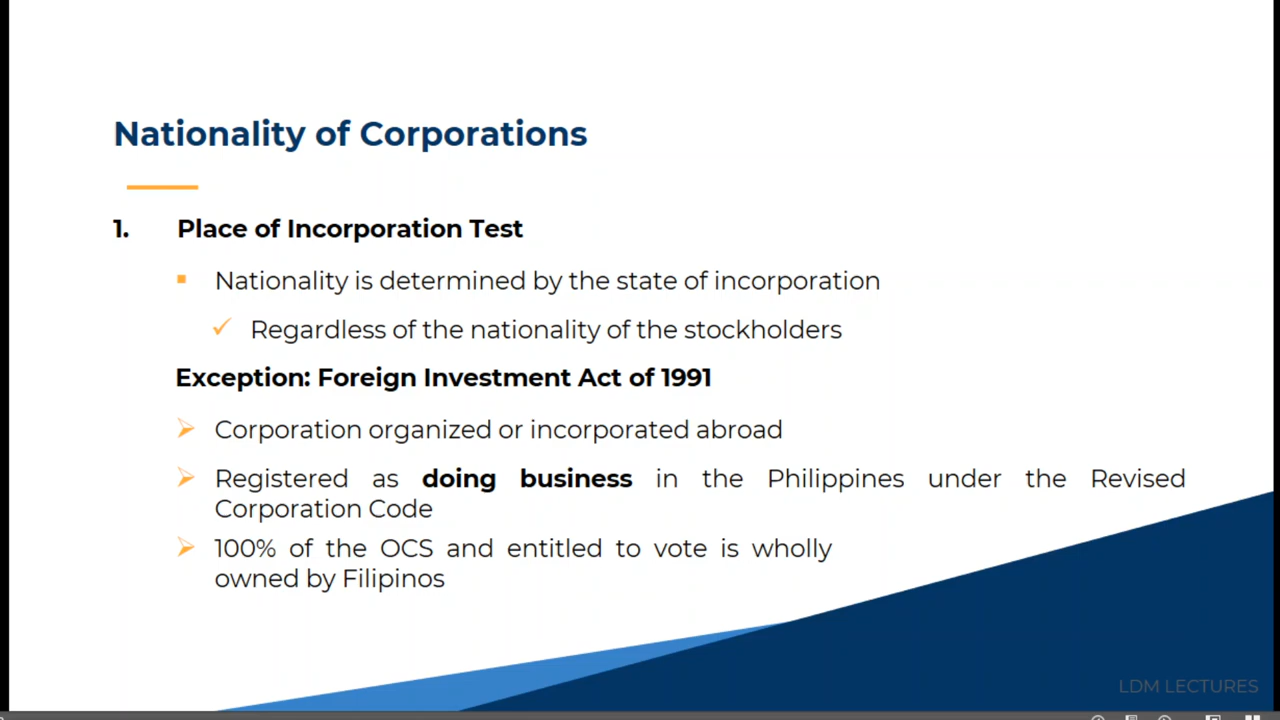 Nationality of Corporations
1. Place of Incorporation Test
Nationality is determined by the state of incorporation
Regardless of the nationality of the stockholders
Exception: Foreign Investment Act of 1991
Corporation organized or incorporated abroad
Registered as doing business in the Philippines under the Revised
Corporation Code
100% of the OCS and entitled to vote is wholly
owned by Filipinos
LDM LECTURES